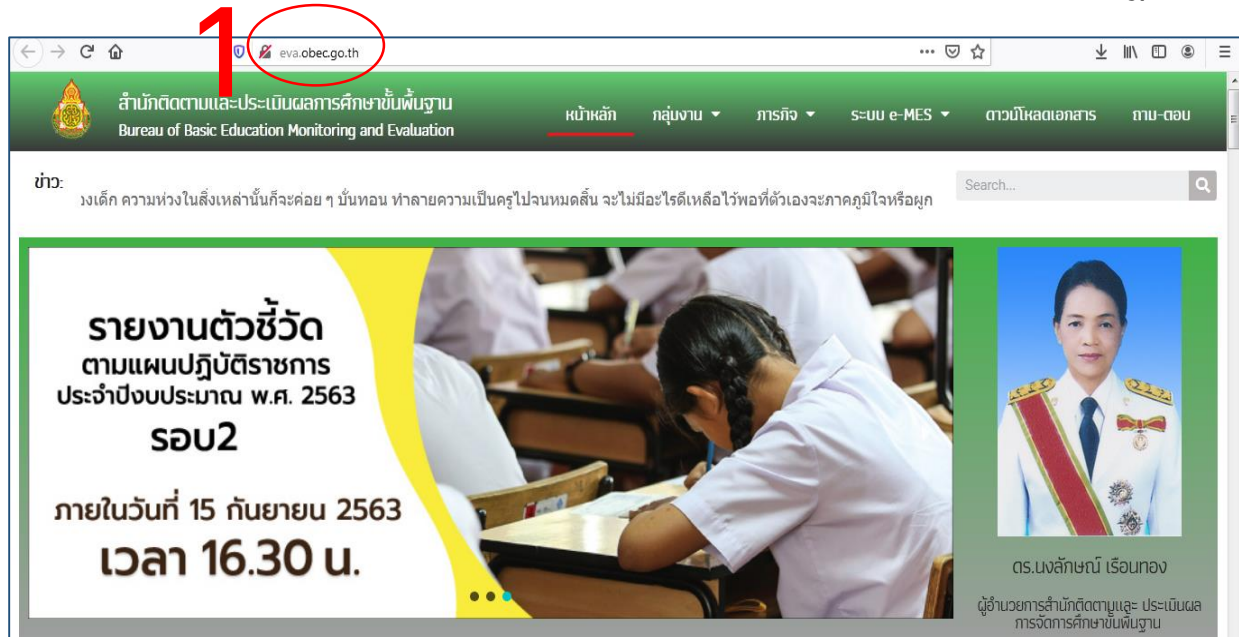 1
eva.obec.go.th
สำนักติดตามและประเมินผลการศึกษาขั้นพื้นฐาน
Bureau of Basic Education Monitoring and Evaluation
หน้าหลัก กลุ่มงาน ภารกิจ ระบบ e-MES ดาวน์โหลดเอกสาร ถาม-ตอบ
ข่าว:
วงเด็ก ความห่วงในสิ่งเหล่านั้นก็จะค่อย ๆ บั่นทอน ทำลายความเป็นครูไปจนหมดสิ้น จะไม่มีอะไรดีเหลือไว้พอที่ตัวเองจะภาคภูมิใจหรือผูก
Search...
รายงานตัวชี้วัด
ตามแผนปฏิบัติราชการ
ประจำปีงบประมาณ พ.ศ. 2563
รอบ2
ภายในวันที่ 15 กันยายน 2563
เวลา 16.30 น.
ดร.นงลักษณ์ เรือนทอง
ผู้อำนวยการสำนักติดตามและ ประเมินผล
การจัดการศึกษาขั้นพื้นฐาน